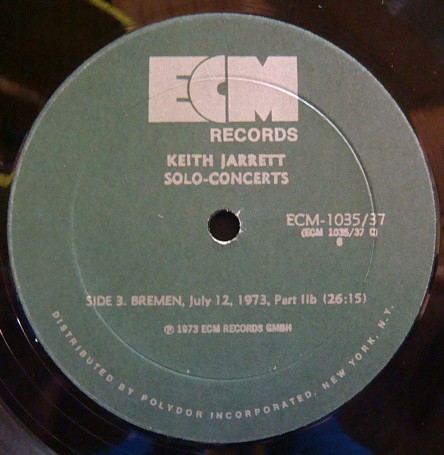 ECM
RECORDS
KEITH JARRETT
SOLO-CONCERTS
ECM-1035/37
(ECM 1035/37 C)
S
SIDE 3. BREMEN, July 12, 1973, Part IIb (26:15)
℗ 1973 ECM RECORDS GMBH
DISTRIBUTED BY POLYDOR INCORPORATED, NEW YORK, N.Y.